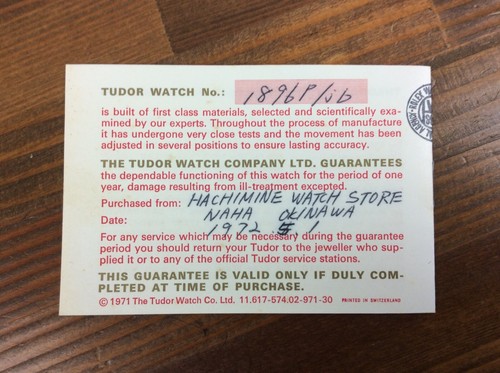 TUDOR WATCH No.: 1896P/jb
is built of first class materials, selected and scientifically exa-
mined by our experts. Throughout the process of manufacture
it has undergone very close tests and the movement has been
adjusted in several positions to ensure lasting accuracy.
THE TUDOR WATCH COMPANY LTD. GUARANTEES
the dependable functioning of this watch for the period of one
year, damage resulting from ill-treatment excepted.
Purchased from: HACHIMINE WATCH STORE
NAHA OKINAWA
Date: 1972. 5, 1
For any service which may be necessary during the guarantee
period you should return your Tudor to the jeweller who sup-
plied it or to any of the official Tudor service stations.
THIS GUARANTEE IS VALID ONLY IF DULY COM-
PLETED AT TIME OF PURCHASE.
© 1971 The Tudor Watch Co. Ltd. 11.617-574.02-971-30 PRINTED IN SWITZERLAND